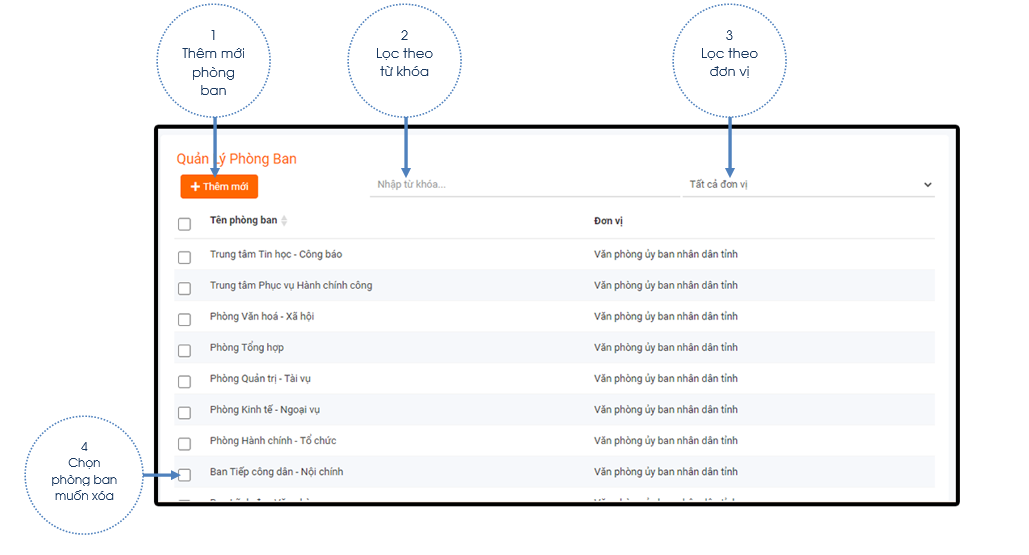 1
Thêm mới
phòng
ban
2
Lọc theo
từ khóa
3
Lọc theo
đơn vị
Quản Lý Phòng Ban
+ Thêm mới
Nhập từ khóa...
Tất cả đơn vị
Tên phòng ban
Đơn vị
Trung tâm Tin học - Công báo
Văn phòng ủy ban nhân dân tỉnh
Trung tâm Phục vụ Hành chính công
Văn phòng ủy ban nhân dân tỉnh
Phòng Văn hoá - Xã hội
Văn phòng ủy ban nhân dân tỉnh
Phòng Tổng hợp
Văn phòng ủy ban nhân dân tỉnh
Phòng Quản trị - Tài vụ
Văn phòng ủy ban nhân dân tỉnh
Phòng Kinh tế - Ngoại vụ
Văn phòng ủy ban nhân dân tỉnh
Phòng Hành chính - Tổ chức
Văn phòng ủy ban nhân dân tỉnh
4
Chọn
phòng ban
muốn xóa
Ban Tiếp công dân - Nội chính
Văn phòng ủy ban nhân dân tỉnh